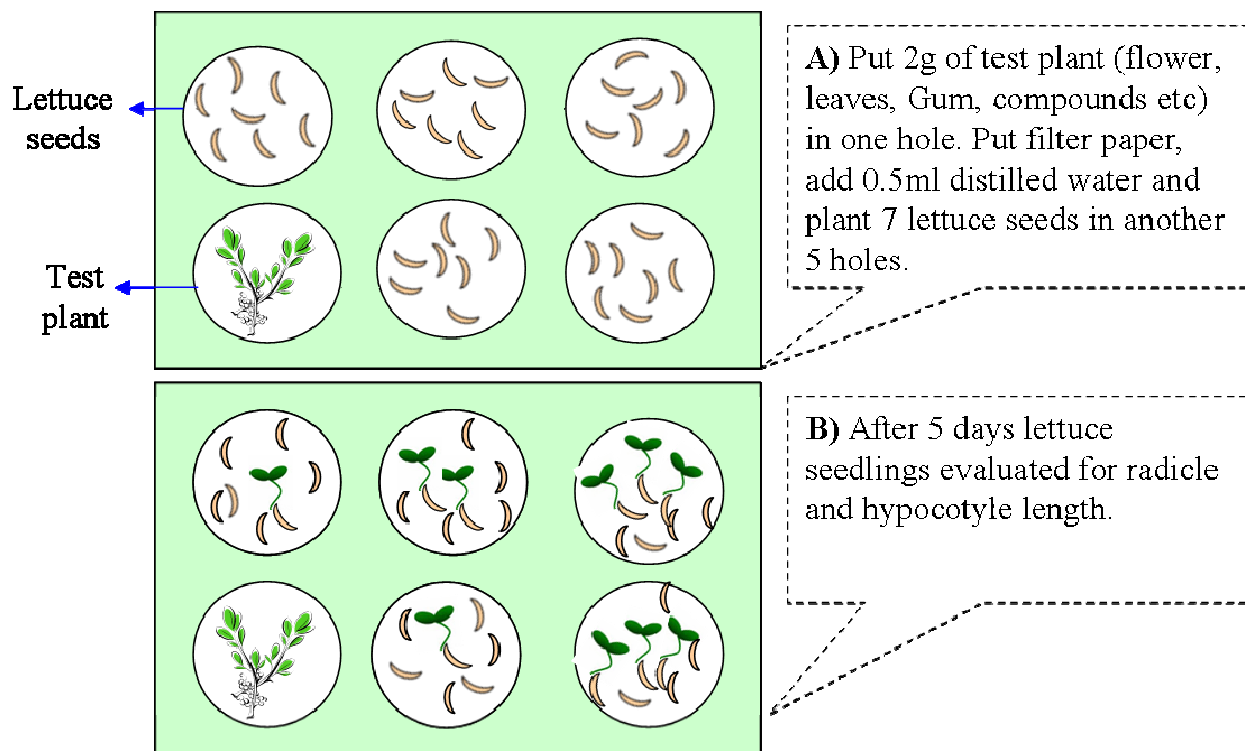 Lettuce
seeds
Test
plant
A) Put 2g of test plant (flower,
leaves, Gum, compounds etc)
in one hole. Put filter paper,
add 0.5ml distilled water and
plant 7 lettuce seeds in another
5 holes.
B) After 5 days lettuce
seedlings evaluated for radicle
and hypocotyle length.